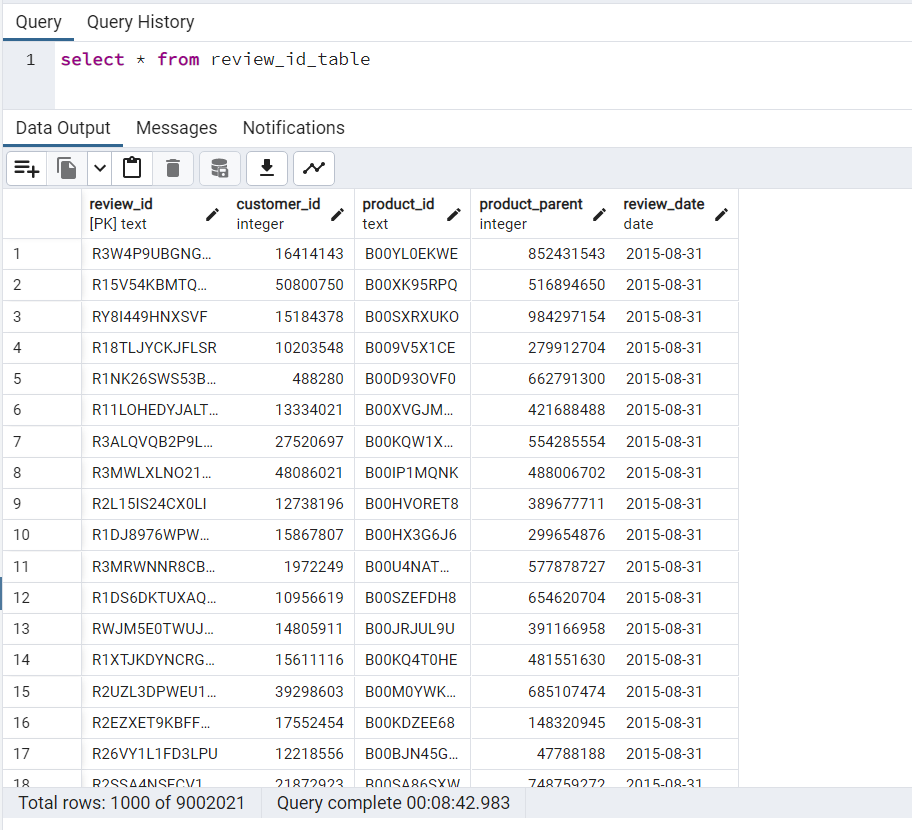 Query Query History
1 select * from review_id_table
Data Output Messages Notifications
review_id customer_id product_id product_parent review_date
[PK] text integer text integer date
1 R3W4P9UBGNG... 16414143 B00YL0EKWE 852431543 2015-08-31
2 R15V54KBMTQ... 50800750 B00XK95RPQ 516894650 2015-08-31
3 RY8I449HNXSVF 15184378 B00SXRXUKO 984297154 2015-08-31
4 R18TLJYCKJFLSR 10203548 B009V5X1CE 279912704 2015-08-31
5 R1NK26SWS53B... 488280 B00D93OVF0 662791300 2015-08-31
6 R11LOHEDYJALT... 13334021 B00XVGJM... 421688488 2015-08-31
7 R3ALQVQB2P9L... 27520697 B00KQW1X... 554285554 2015-08-31
8 R3MWLXLNO21... 48086021 B00IP1MQNK 488006702 2015-08-31
9 R2L15IS24CX0LI 12738196 B00HVORET8 389677711 2015-08-31
10 R1DJ8976WPW... 15867807 B00HX3G6J6 299654876 2015-08-31
11 R3MRWNNR8CB... 1972249 B00U4NAT... 577878727 2015-08-31
12 R1DS6DKTUXAQ... 10956619 B00SZEFDH8 654620704 2015-08-31
13 RWJM5E0TWUJ... 14805911 B00JRJUL9U 391166958 2015-08-31
14 R1XTJKDYNCRG... 15611116 B00KQ4T0HE 481551630 2015-08-31
15 R2UZL3DPWEU1... 39298603 B00M0YWK... 685107474 2015-08-31
16 R2EZXET9KBFF... 17552454 B00KDZEE68 148320945 2015-08-31
17 R26VY1L1FD3LPU 12218556 B00BJN45G... 47788188 2015-08-31
18 R2SSA4NSFCV1... 21872923 B00SA86SXW 748759272 2015-08-31
Total rows: 1000 of 9002021 Query complete 00:08:42.983